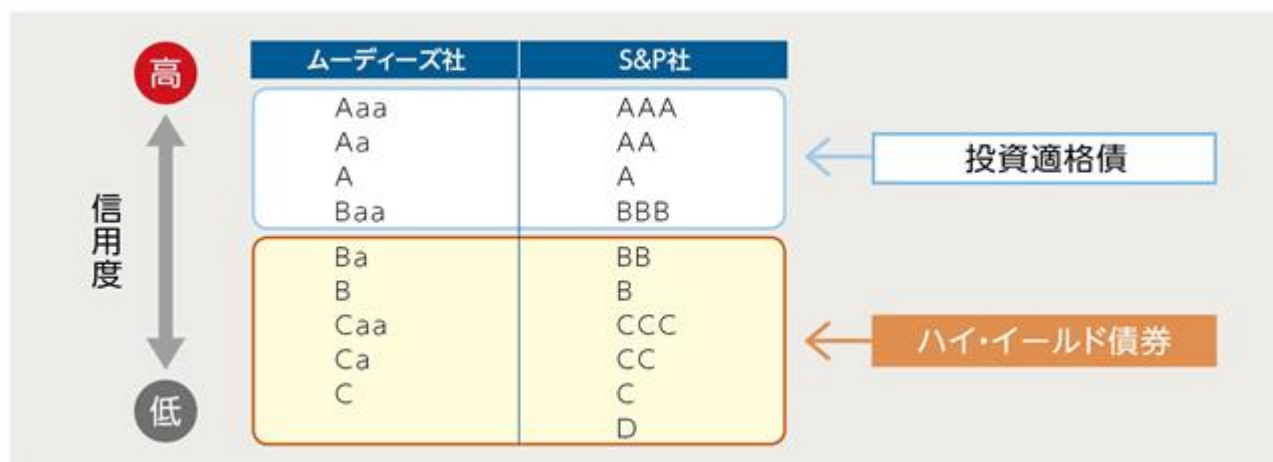 高
信用度
低
ムーディーズ社 S&P社
Aaa AAA
Aa AA
A A
Baa BBB
投資適格債
Ba BB
B B
Caa CCC
Ca CC
C C
D
ハイ・イールド債券